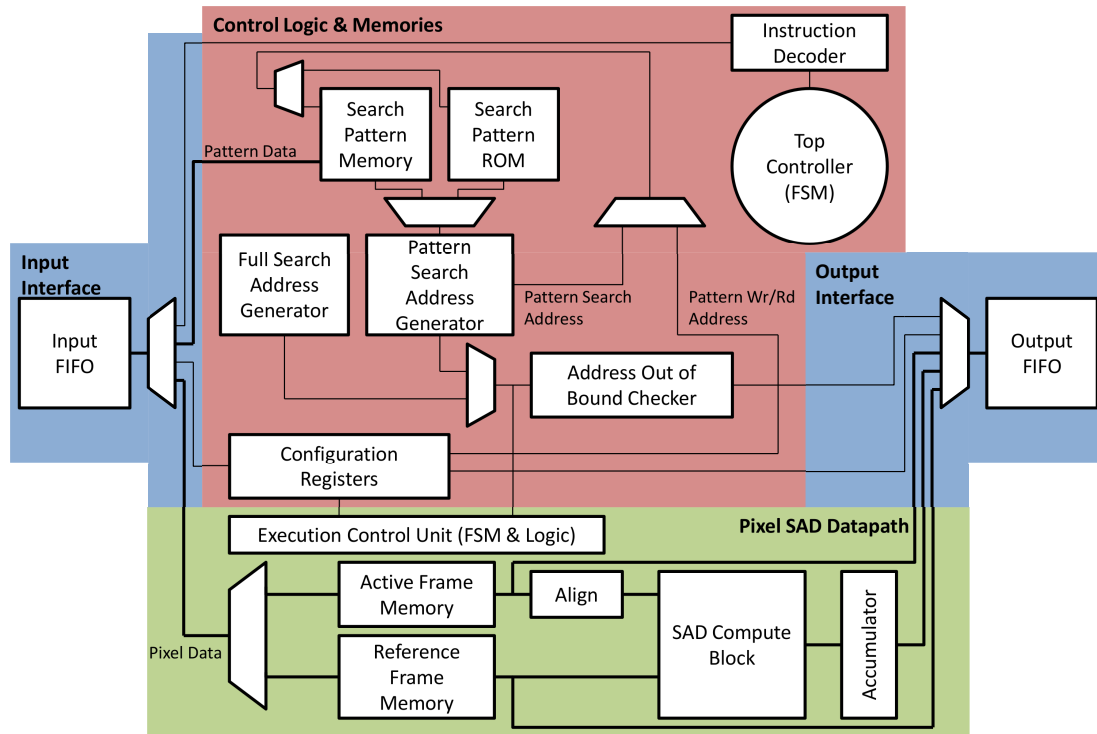 Control Logic & Memories
Instruction
Decoder
Search
Pattern
Memory
Search
Pattern
ROM
Top
Controller
(FSM)
Pattern Data
Input
Interface
Full Search
Address
Generator
Pattern
Search
Address
Generator
Pattern Search
Address
Pattern Wr/Rd
Address
Output
Interface
Input
FIFO
Output
FIFO
Address Out of
Bound Checker
Configuration
Registers
Execution Control Unit (FSM & Logic)
Pixel SAD Datapath
Active Frame
Memory
Align
SAD Compute
Block
Accumulator
Pixel Data
Reference
Frame
Memory